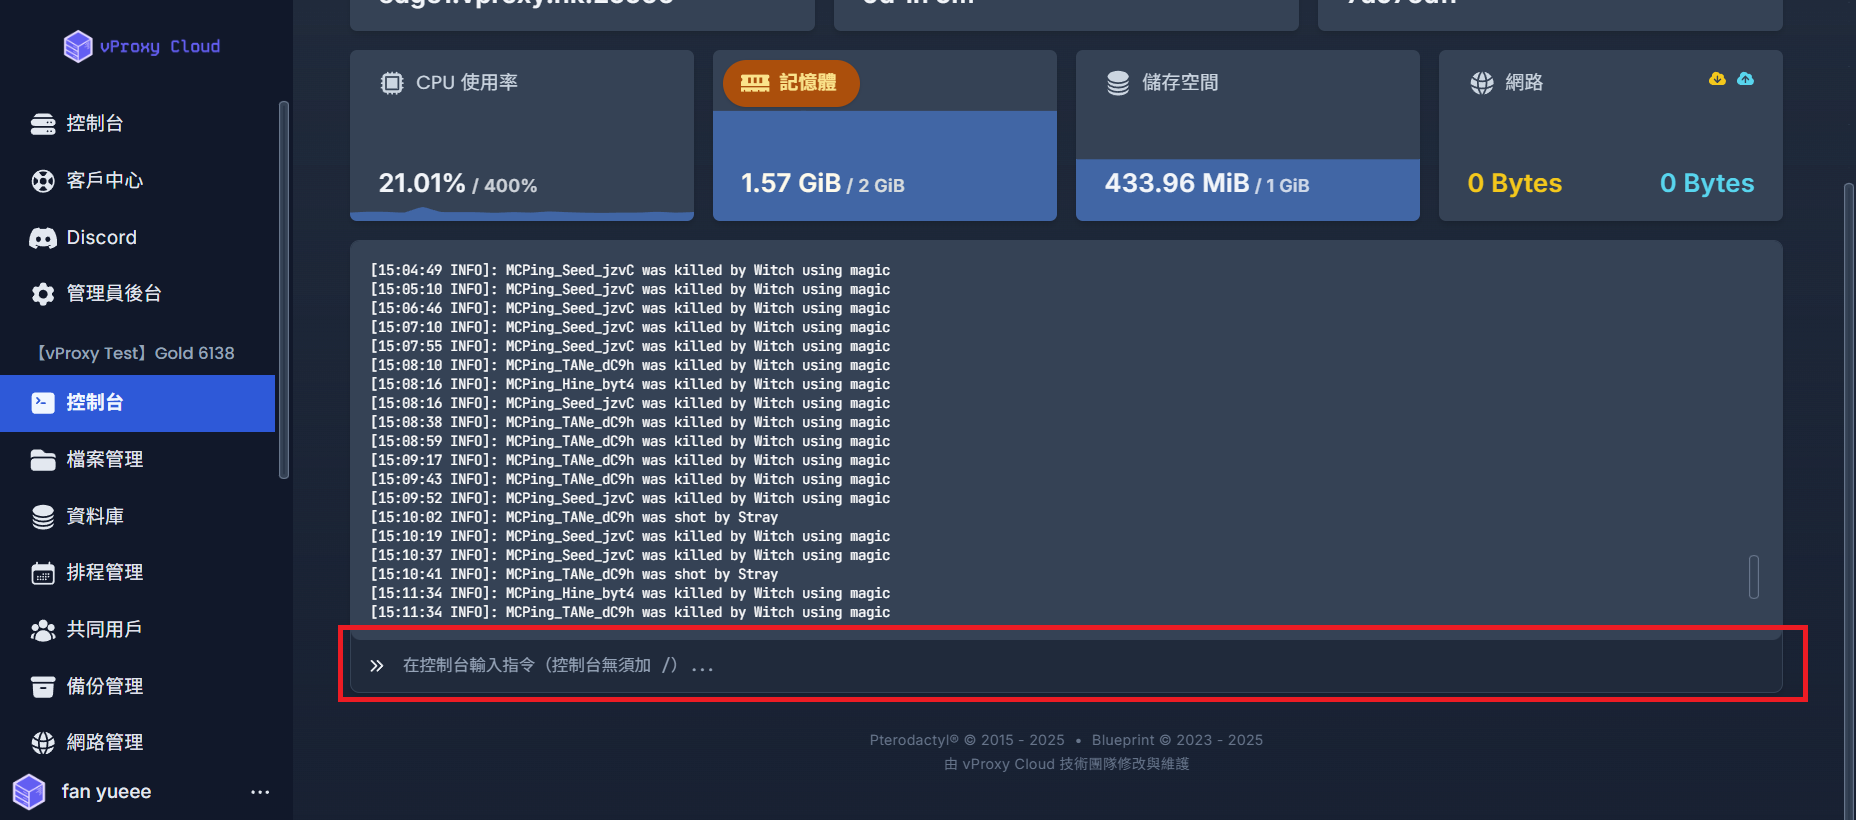 vProxy Cloud
控制台
客戶中心
Discord
管理員後台
【vProxy Test】Gold 6138
控制台
檔案管理
資料庫
排程管理
共同用戶
備份管理
網路管理
fan yueee
CPU 使用率
21.01% / 400%
記憶體
1.57 GiB / 2 GiB
儲存空間
433.96 MiB / 1 GiB
網路
0 Bytes 0 Bytes
[15:04:49 INFO]: MCPing_Seed_jzvC was killed by Witch using magic
[15:05:10 INFO]: MCPing_Seed_jzvC was killed by Witch using magic
[15:06:46 INFO]: MCPing_Seed_jzvC was killed by Witch using magic
[15:07:10 INFO]: MCPing_Seed_jzvC was killed by Witch using magic
[15:07:55 INFO]: MCPing_Seed_jzvC was killed by Witch using magic
[15:08:10 INFO]: MCPing_TANe_dC9h was killed by Witch using magic
[15:08:16 INFO]: MCPing_Hine_byt4 was killed by Witch using magic
[15:08:16 INFO]: MCPing_Seed_jzvC was killed by Witch using magic
[15:08:38 INFO]: MCPing_TANe_dC9h was killed by Witch using magic
[15:08:59 INFO]: MCPing_TANe_dC9h was killed by Witch using magic
[15:09:17 INFO]: MCPing_TANe_dC9h was killed by Witch using magic
[15:09:43 INFO]: MCPing_TANe_dC9h was killed by Witch using magic
[15:09:52 INFO]: MCPing_Seed_jzvC was killed by Witch using magic
[15:10:02 INFO]: MCPing_TANe_dC9h was shot by Stray
[15:10:19 INFO]: MCPing_Seed_jzvC was killed by Witch using magic
[15:10:37 INFO]: MCPing_Seed_jzvC was killed by Witch using magic
[15:10:41 INFO]: MCPing_TANe_dC9h was shot by Stray
[15:11:34 INFO]: MCPing_Hine_byt4 was killed by Witch using magic
[15:11:34 INFO]: MCPing_TANe_dC9h was killed by Witch using magic
在控制台輸入指令（控制台無須加 /）...
Pterodactyl® © 2015 - 2025 • Blueprint © 2023 - 2025
由 vProxy Cloud 技術團隊修改與維護